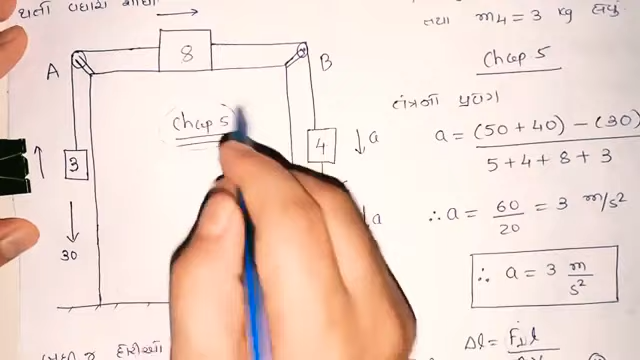 તથા m₄ = 3 kg
8
A
B
Chap 5
Chap 5
તંત્રનો પ્રવેગ
a = (50 + 40) − (30)
5 + 4 + 8 + 3
4
↓a
3
a
30
∴ a = 60/20 = 3 m/s²
∴ a = 3 m/s²
Δl =